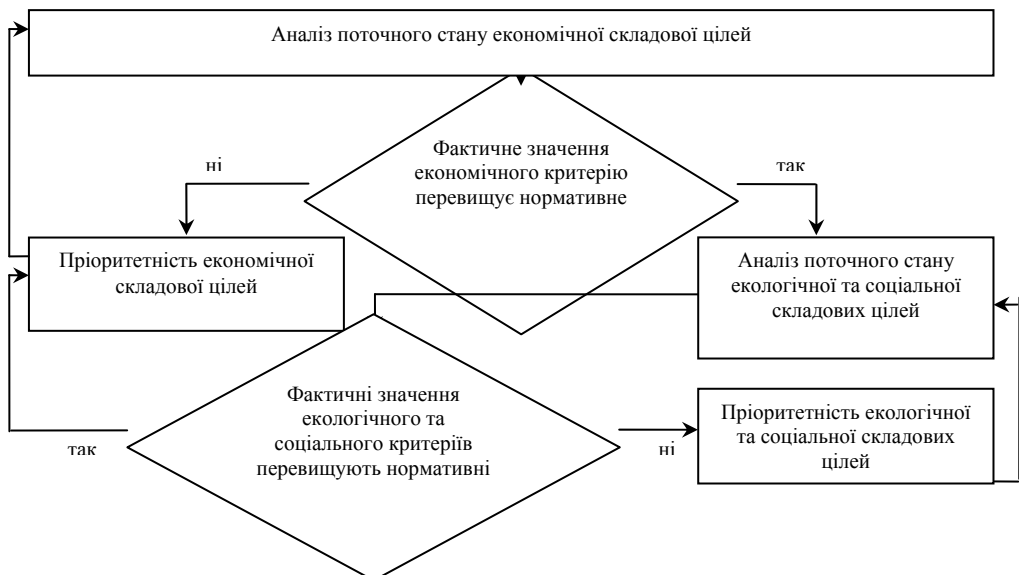 Аналіз поточного стану економічної складової цілей
Фактичне значення
економічного критерію
перевищує нормативне
ні
так
Пріоритетність економічної
складової цілей
Аналіз поточного стану
екологічної та соціальної
складових цілей
Фактичні значення
екологічного та
соціального критеріїв
перевищують нормативні
так
ні
Пріоритетність екологічної
та соціальної складових
цілей